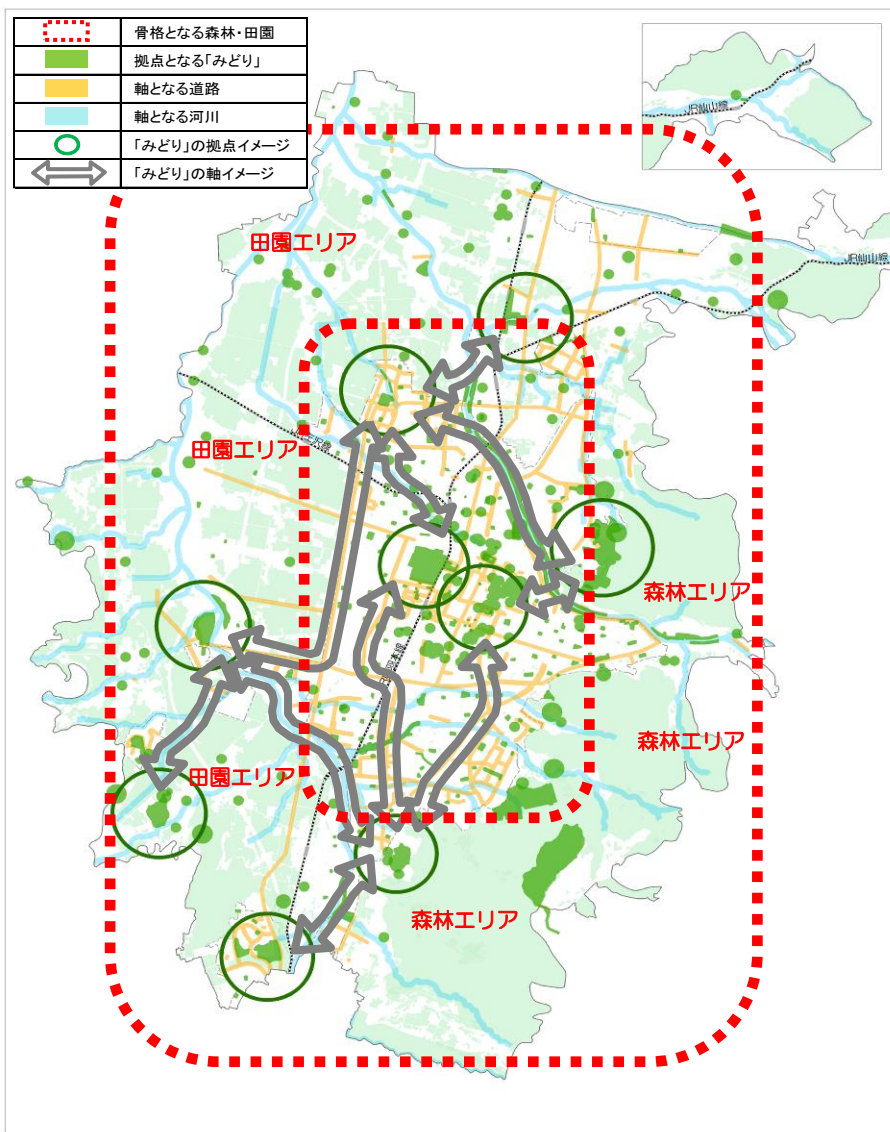 骨格となる森林・田園
拠点となる「みどり」
軸となる道路
軸となる河川
「みどり」の拠点イメージ
「みどり」の軸イメージ
JR仙山線
田園エリア
JR仙山線
田園エリア
森林エリア
森林エリア
田園エリア
森林エリア